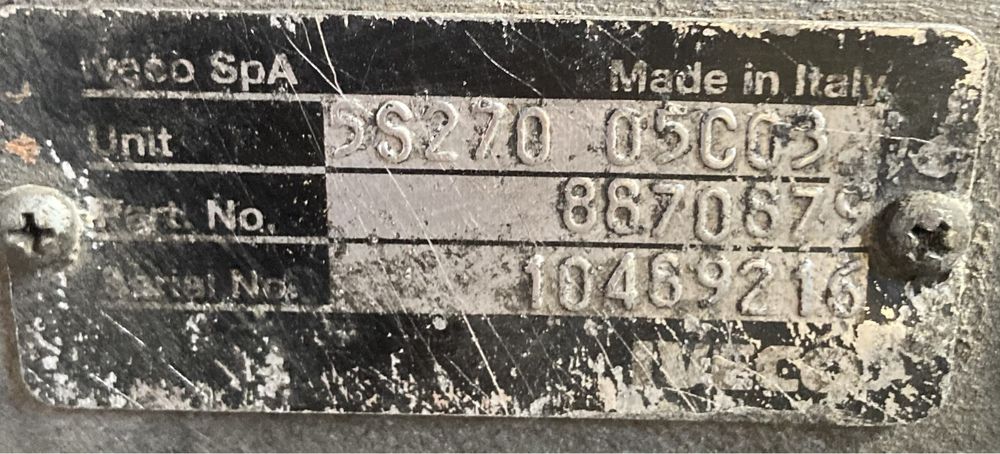 Iveco SpA Made in Italy
Unit 5S270 05C03
Part. No. 8870679
Serial No. 10469216
IVECO